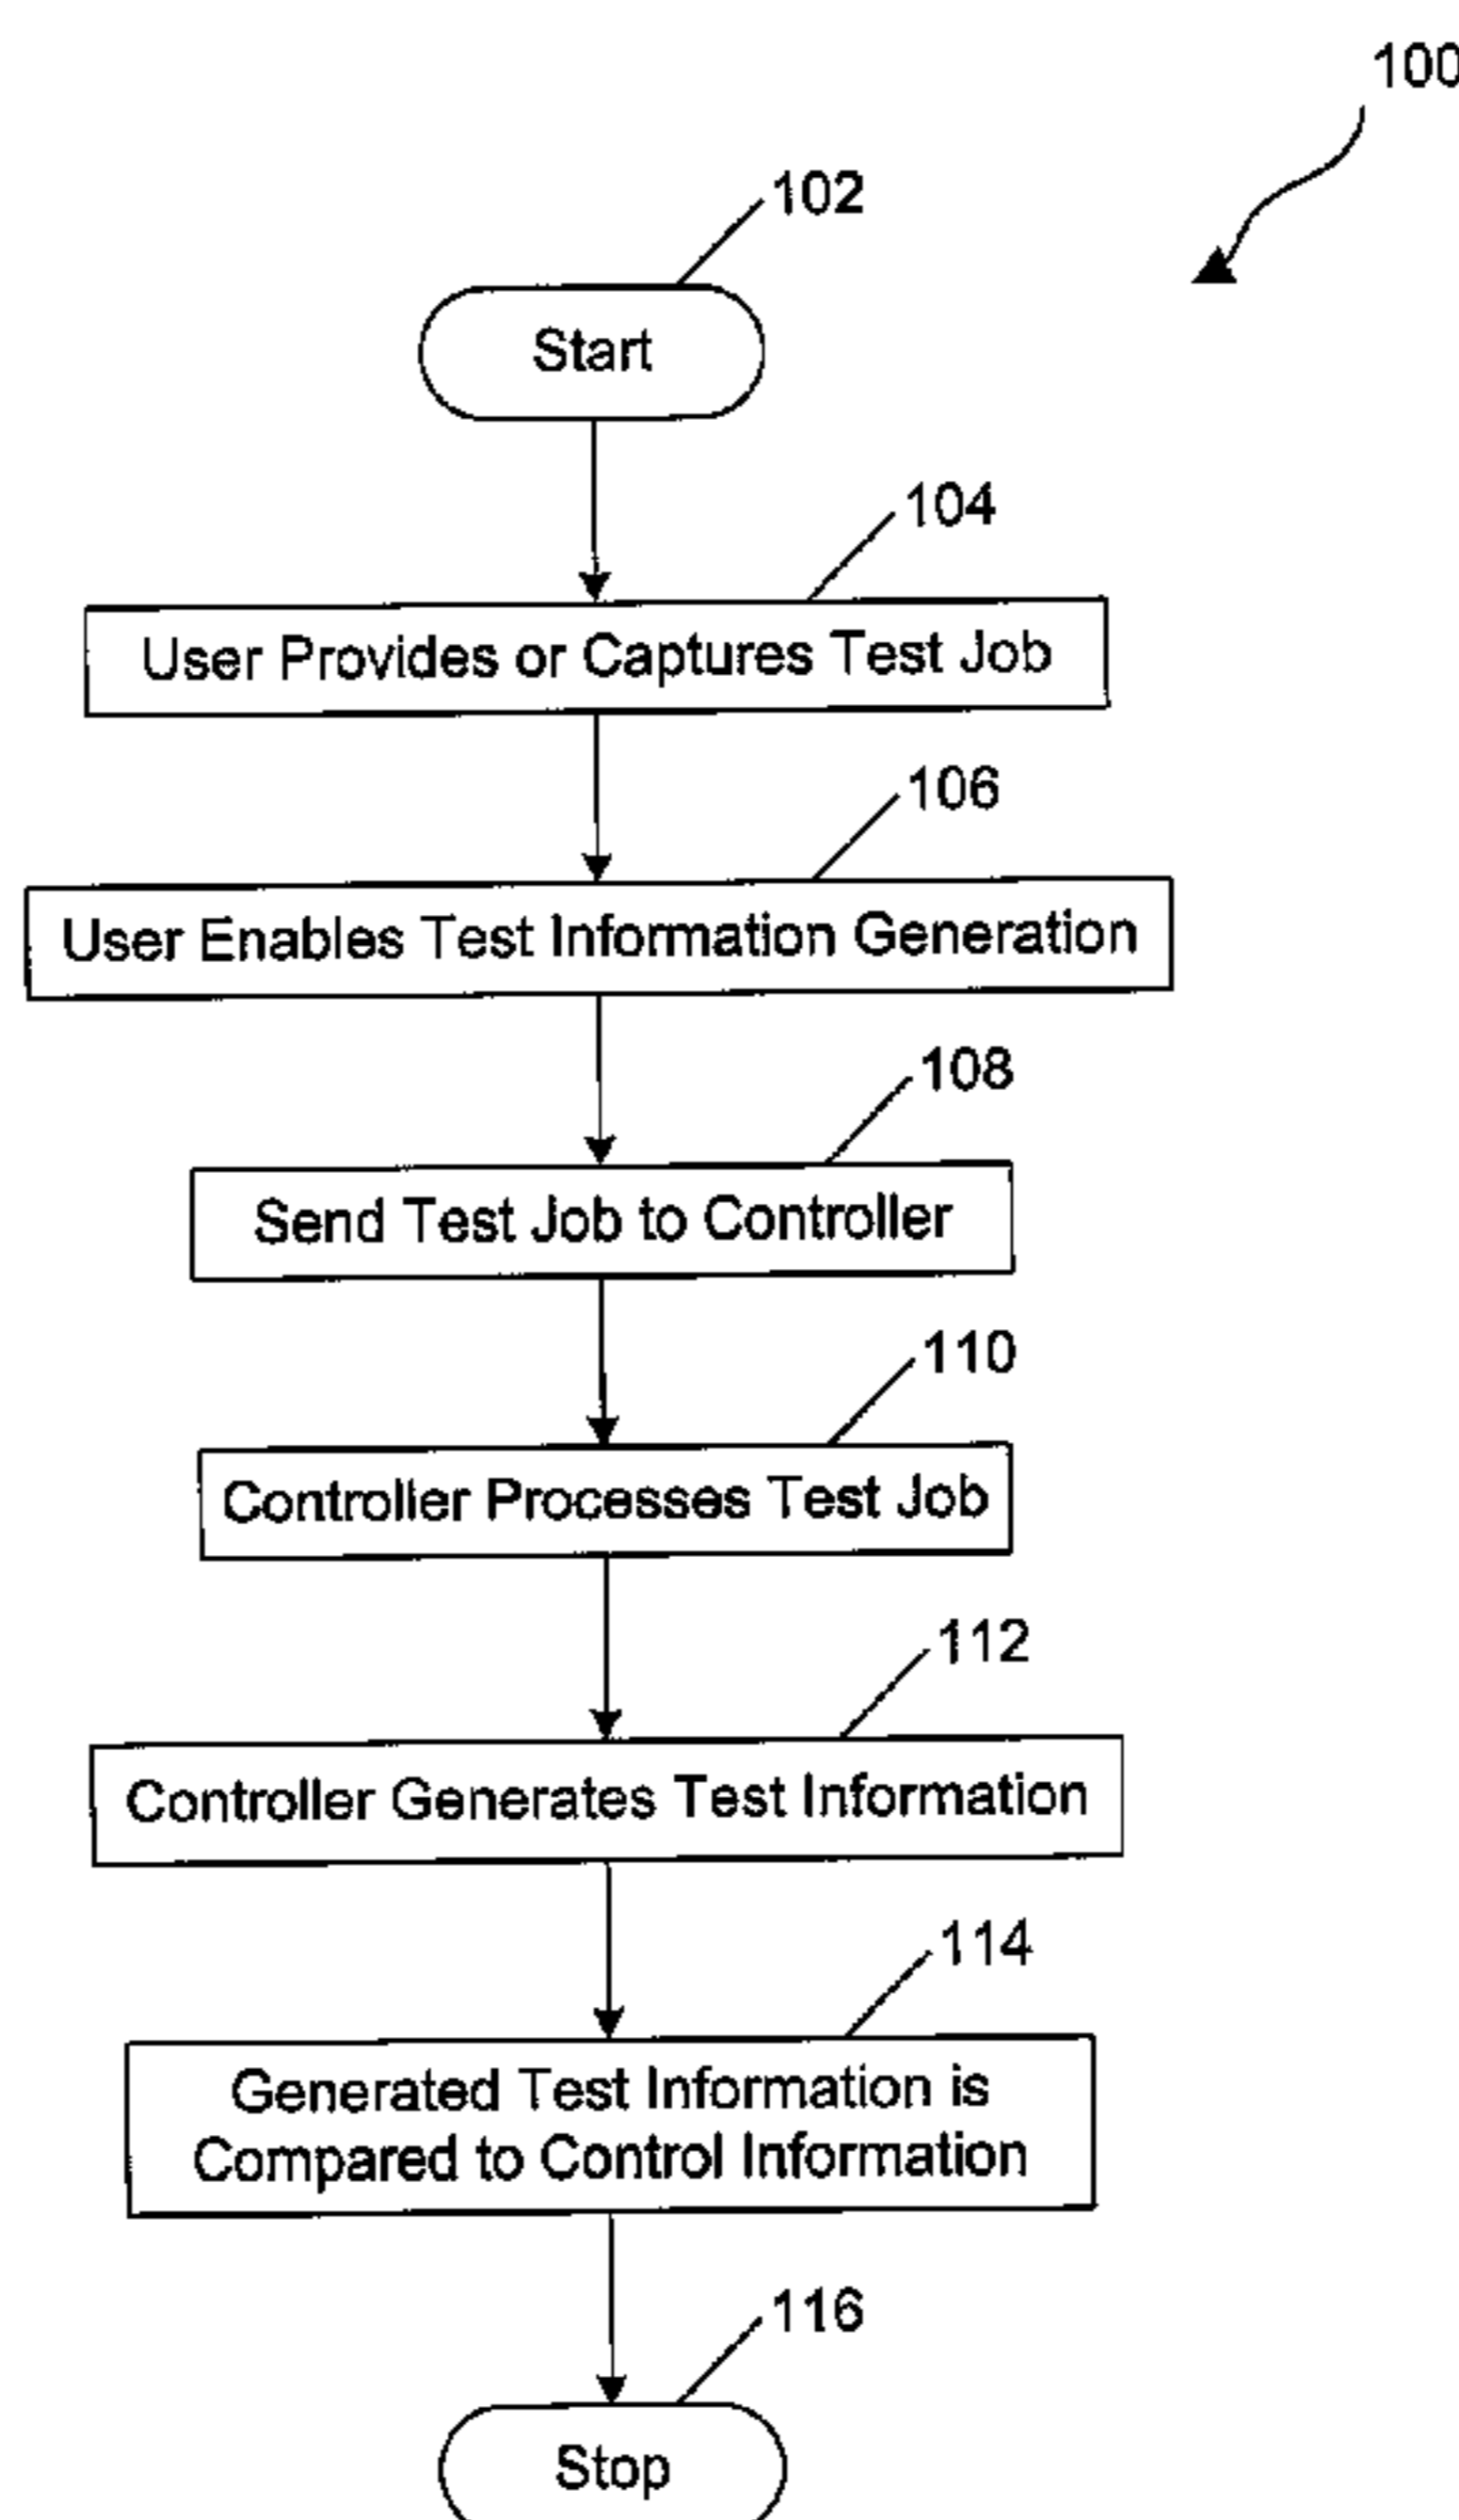 100
102
Start
104
User Provides or Captures Test Job
106
User Enables Test Information Generation
108
Send Test Job to Controller
110
Controller Processes Test Job
112
Controller Generates Test Information
114
Generated Test Information is
Compared to Control Information
116
Stop